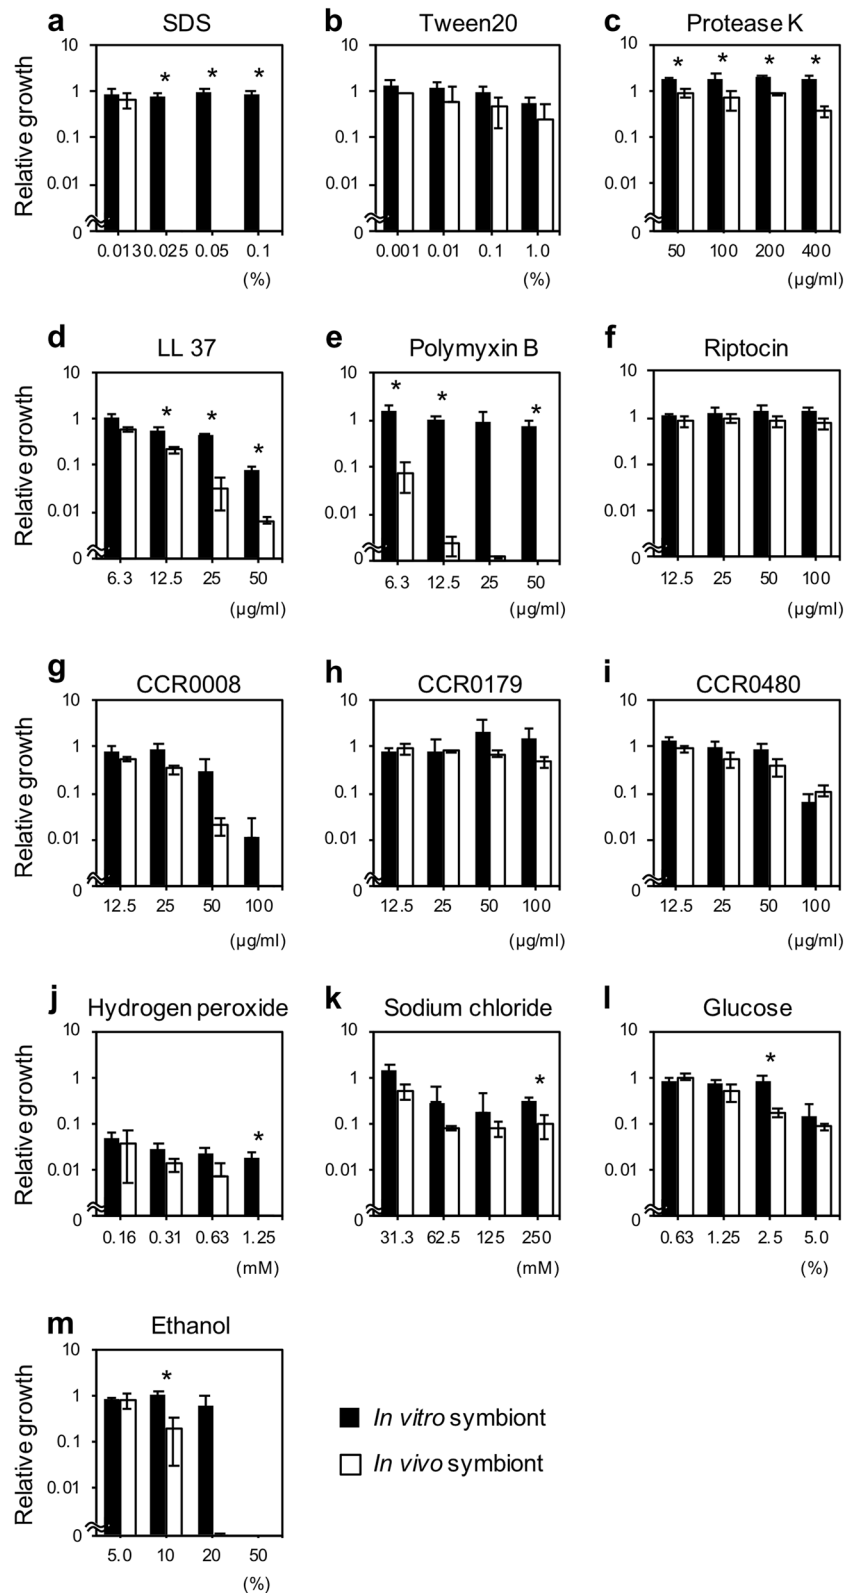 a SDS b Tween20 c Protease K
Relative growth
10 10 10
1 1 1
0.1 0.1 0.1
0.01 0.01 0.01
0 0 0
* * *
* * * *
0.013 0.025 0.05 0.1
(%)
0.001 0.01 0.1 1.0
(%)
50 100 200 400
(µg/ml)
d LL 37 e Polymyxin B f Riptocin
Relative growth
10 10 10
1 1 1
0.1 0.1 0.1
0.01 0.01 0.01
0 0 0
* * *
* * *
6.3 12.5 25 50
(µg/ml)
6.3 12.5 25 50
(µg/ml)
12.5 25 50 100
(µg/ml)
g CCR0008 h CCR0179 i CCR0480
Relative growth
10 10 10
1 1 1
0.1 0.1 0.1
0.01 0.01 0.01
0 0 0
12.5 25 50 100
(µg/ml)
12.5 25 50 100
(µg/ml)
12.5 25 50 100
(µg/ml)
j Hydrogen peroxide k Sodium chloride l Glucose
Relative growth
10 10 10
1 1 1
0.1 0.1 0.1
0.01 0.01 0.01
0 0 0
*
*
*
0.16 0.31 0.63 1.25
(mM)
31.3 62.5 125 250
(mM)
0.63 1.25 2.5 5.0
(%)
m Ethanol
Relative growth
10
1
0.1
0.01
0
*
5.0 10 20 50
(%)
In vitro symbiont
In vivo symbiont